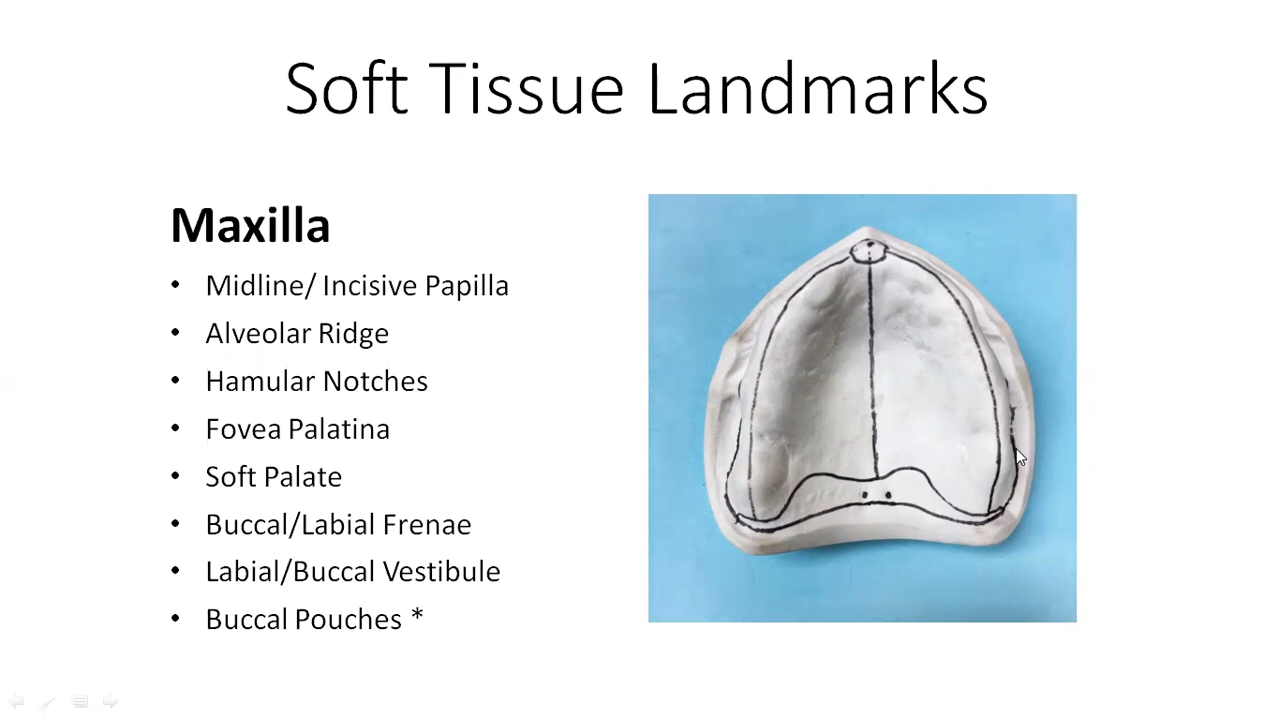 Soft Tissue Landmarks
Maxilla
• Midline/ Incisive Papilla
• Alveolar Ridge
• Hamular Notches
• Fovea Palatina
• Soft Palate
• Buccal/Labial Frenae
• Labial/Buccal Vestibule
• Buccal Pouches *